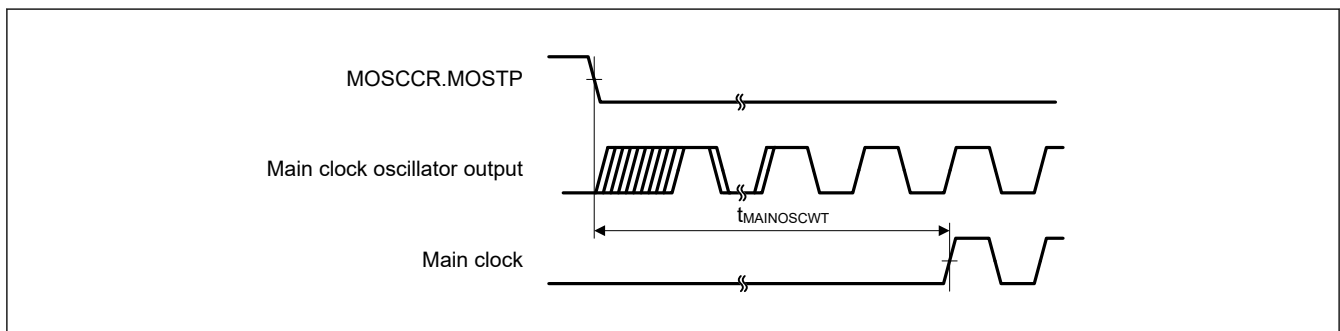 MOSCCR.MOSTP
Main clock oscillator output
tMAINOSCWT
Main clock